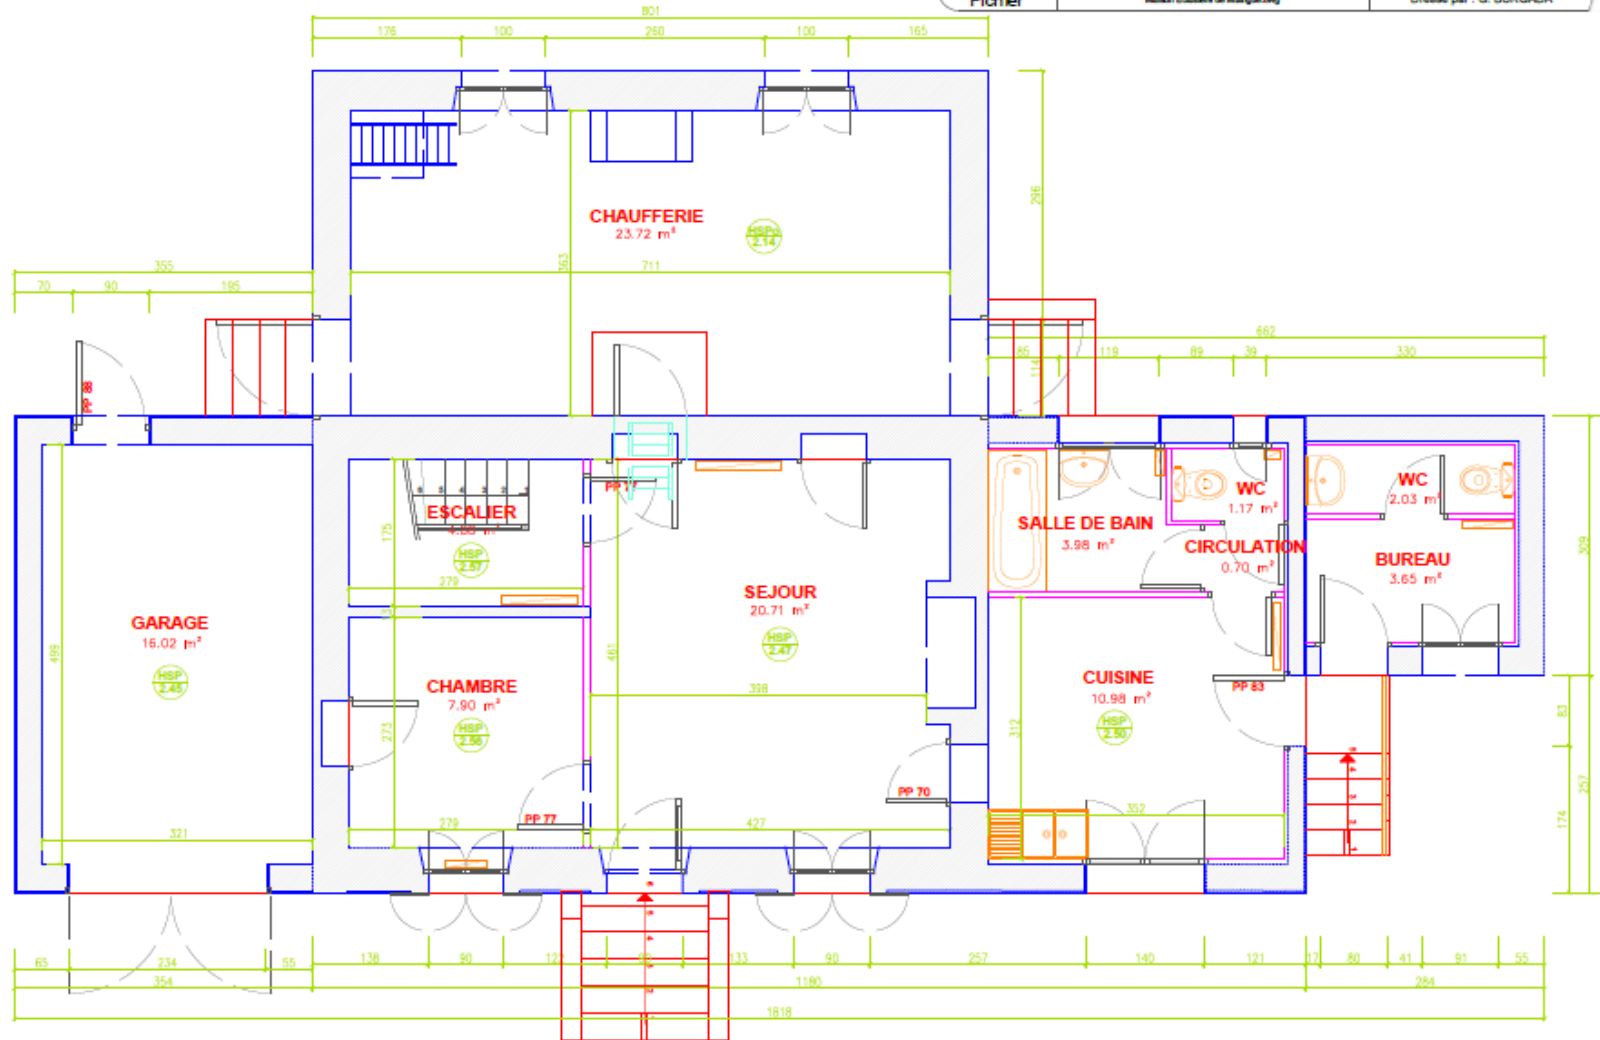 Fichier
801
176 100 260 100 165
CHAUFFERIE
23.72 m²
2.14
296
363
711
355
70 90 195
662
85 119 89 39 330
114
PP 88
ESCALIER
HSP
2.57
175
279
SALLE DE BAIN
3.98 m²
WC
1.17 m²
CIRCULATION
0.70 m²
WC
2.03 m²
BUREAU
3.65 m²
309
GARAGE
16.02 m²
HSP
2.45
499
321
SEJOUR
20.71 m²
HSP
2.47
461
398
427
CHAMBRE
7.90 m²
HSP
2.56
273
279
PP 77
PP 70
CUISINE
10.98 m²
HSP
2.50
312
352
PP 83
83
257
174
65 234 55 138 90 133 90 257 140 121 17 80 41 91 55
354 1180 284
1818